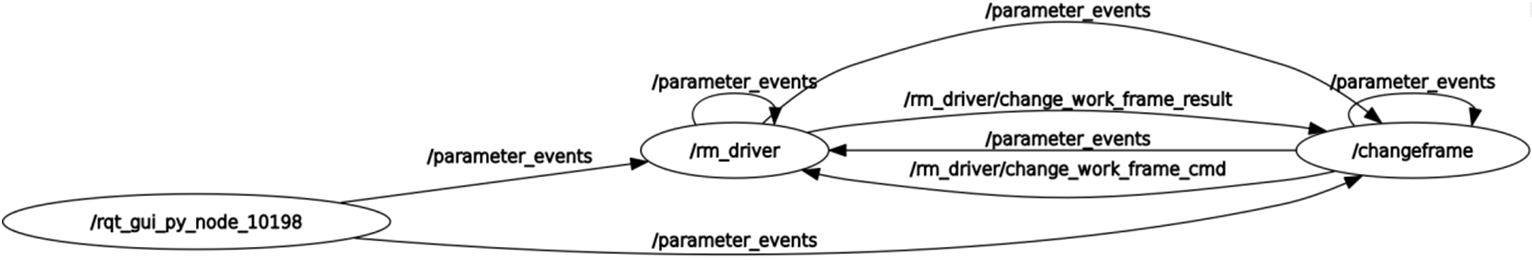 /parameter_events
/parameter_events
/parameter_events
/rm_driver/change_work_frame_result
/parameter_events
/rm_driver
/changeframe
/parameter_events
/rm_driver/change_work_frame_cmd
/rqt_gui_py_node_10198
/parameter_events